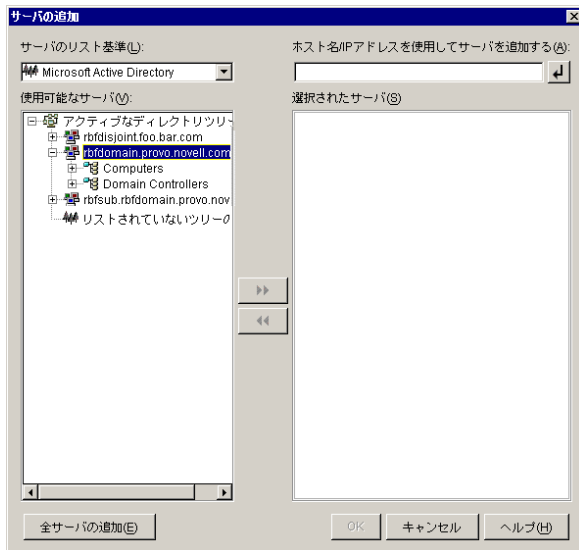 サーバの追加
サーバのリスト基準(L):
Microsoft Active Directory
使用可能なサーバ(V):
アクティブなディレクトリツリー
rbfdisjoint.foo.bar.com
rbfdomain.provo.novell.com
Computers
Domain Controllers
rbfsub.rbfdomain.provo.nov
リストされていないツリーの
全サーバの追加(E)
ホスト名/IPアドレスを使用してサーバを追加する(A):
選択されたサーバ(S)
OK
キャンセル
ヘルプ(H)